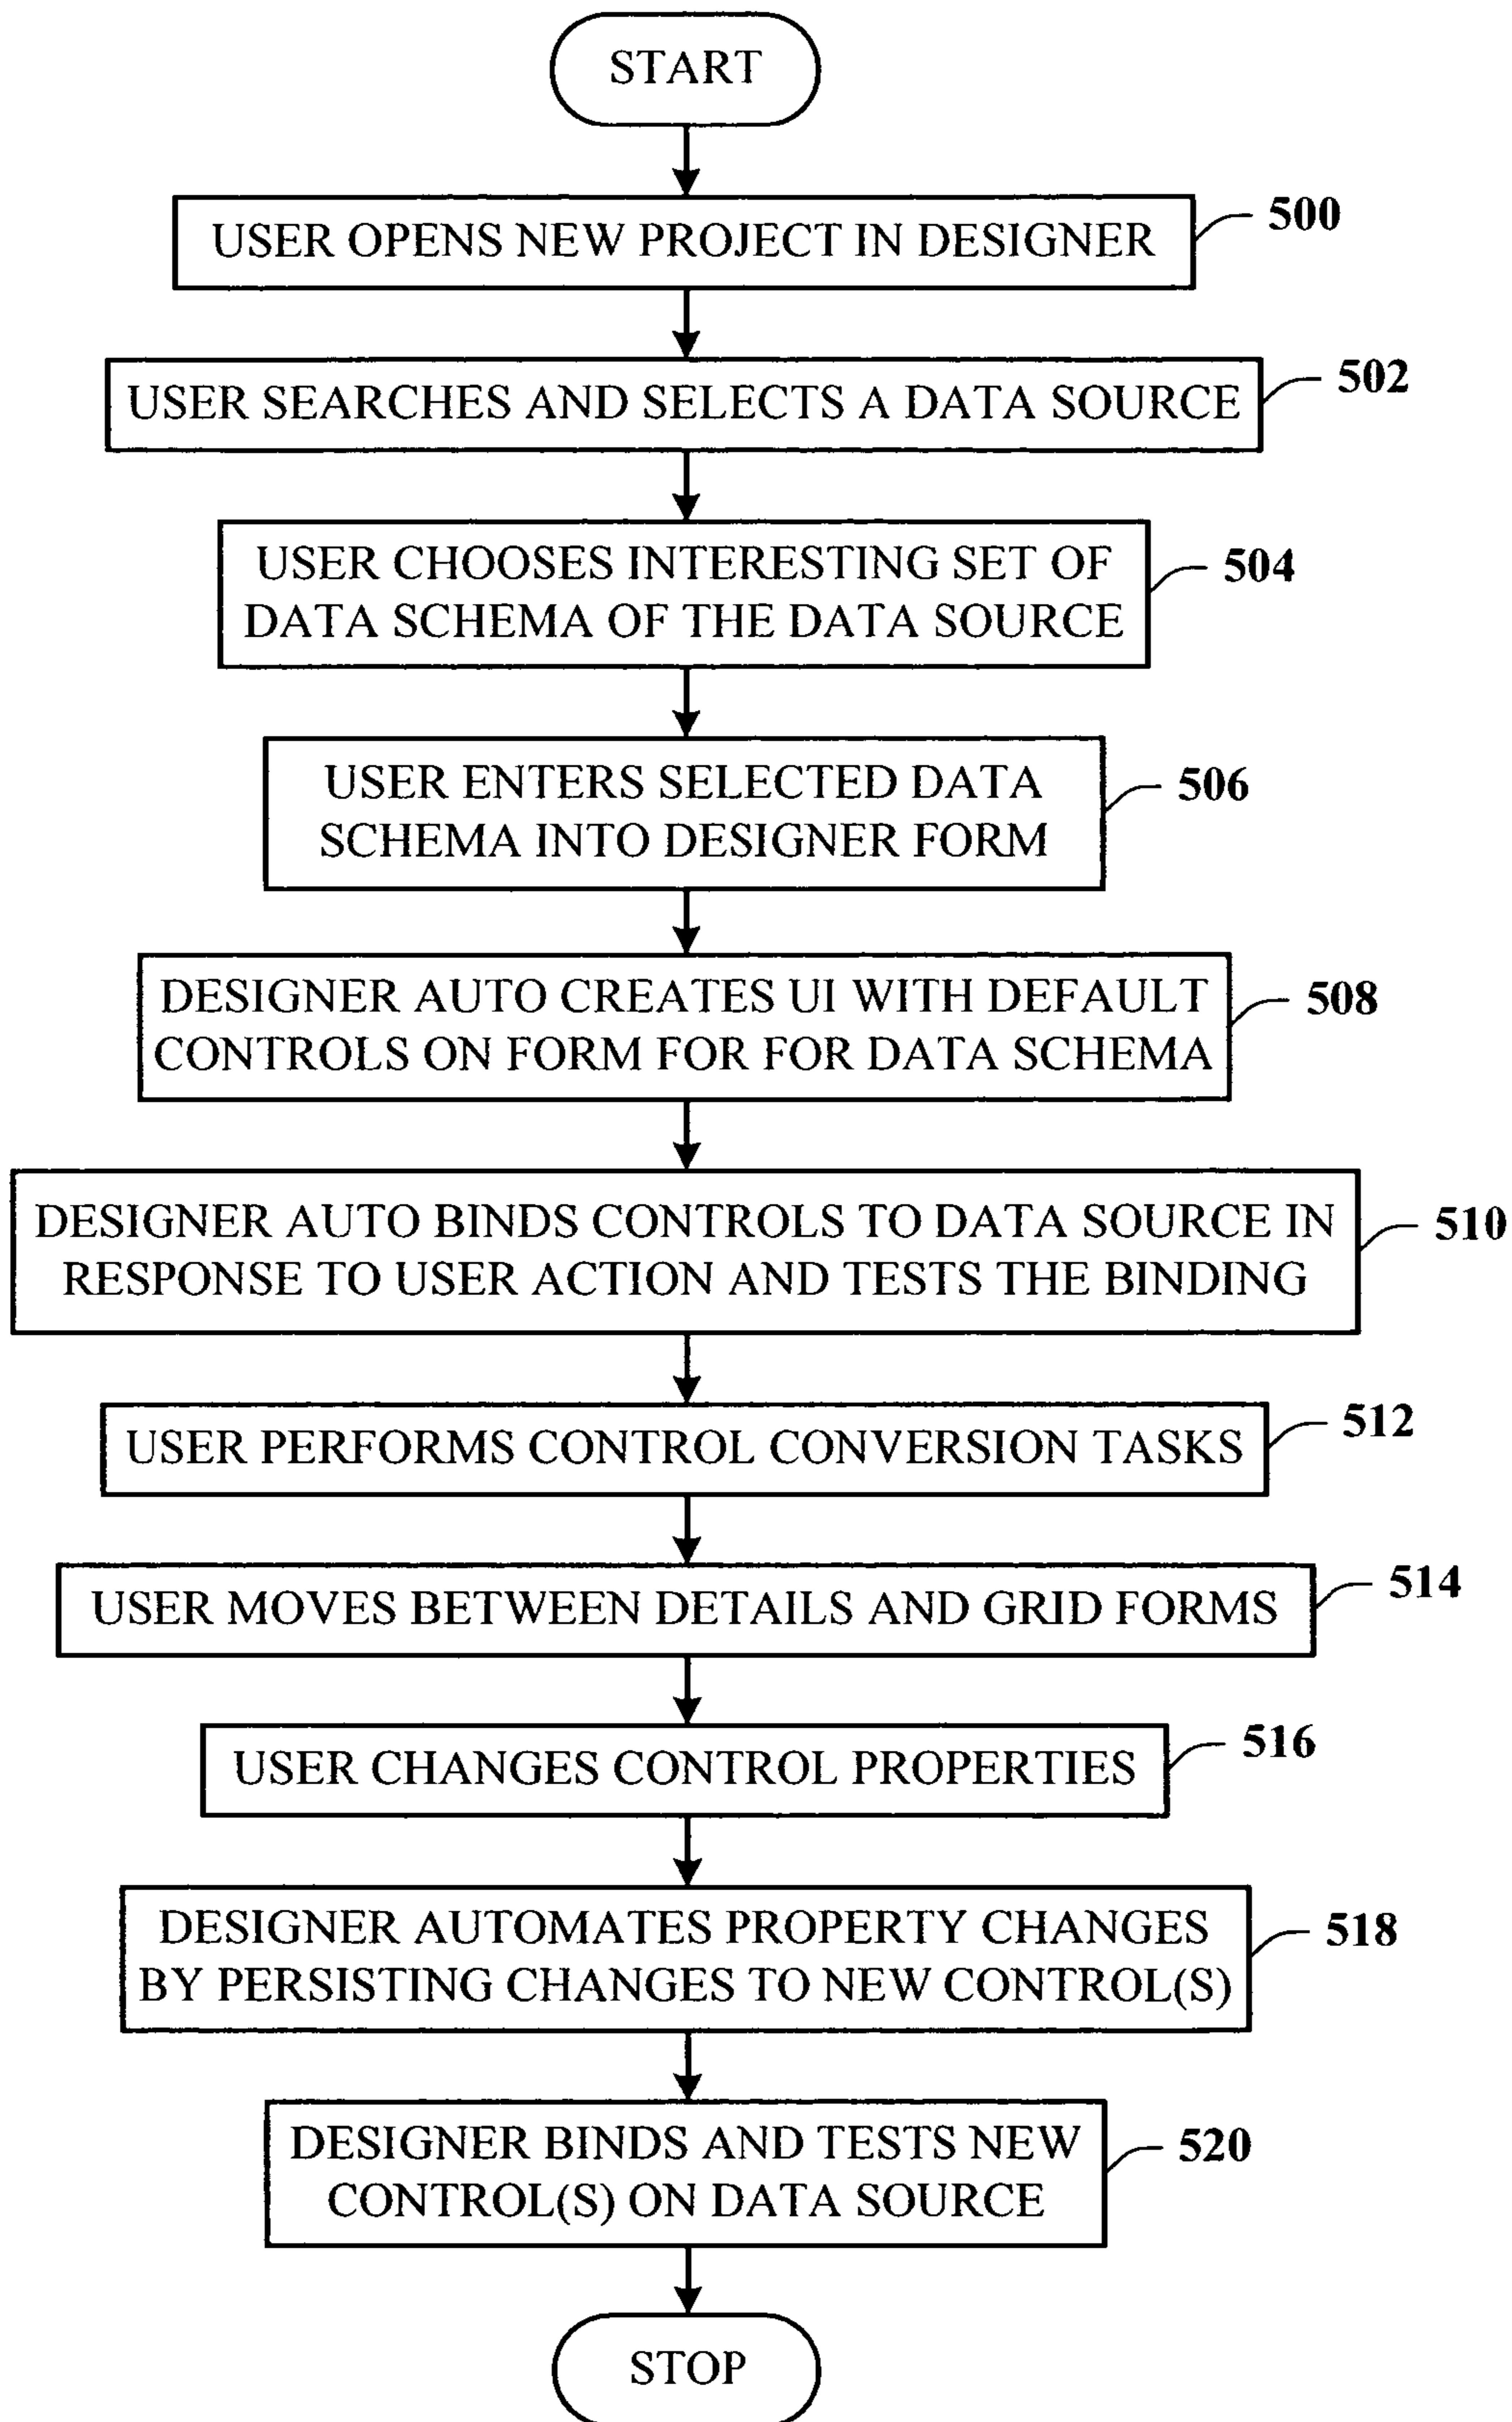 START
USER OPENS NEW PROJECT IN DESIGNER
500
USER SEARCHES AND SELECTS A DATA SOURCE
502
USER CHOOSES INTERESTING SET OF
DATA SCHEMA OF THE DATA SOURCE
504
USER ENTERS SELECTED DATA
SCHEMA INTO DESIGNER FORM
506
DESIGNER AUTO CREATES UI WITH DEFAULT
CONTROLS ON FORM FOR FOR DATA SCHEMA
508
DESIGNER AUTO BINDS CONTROLS TO DATA SOURCE IN
RESPONSE TO USER ACTION AND TESTS THE BINDING
510
USER PERFORMS CONTROL CONVERSION TASKS
512
USER MOVES BETWEEN DETAILS AND GRID FORMS
514
USER CHANGES CONTROL PROPERTIES
516
DESIGNER AUTOMATES PROPERTY CHANGES
BY PERSISTING CHANGES TO NEW CONTROL(S)
518
DESIGNER BINDS AND TESTS NEW
CONTROL(S) ON DATA SOURCE
520
STOP